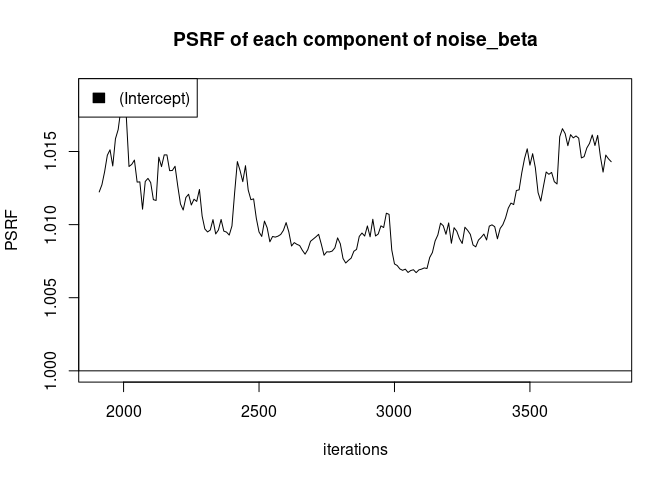 PSRF of each component of noise_beta
(Intercept)
PSRF
1.015
1.010
1.005
1.000
2000 2500 3000 3500
iterations